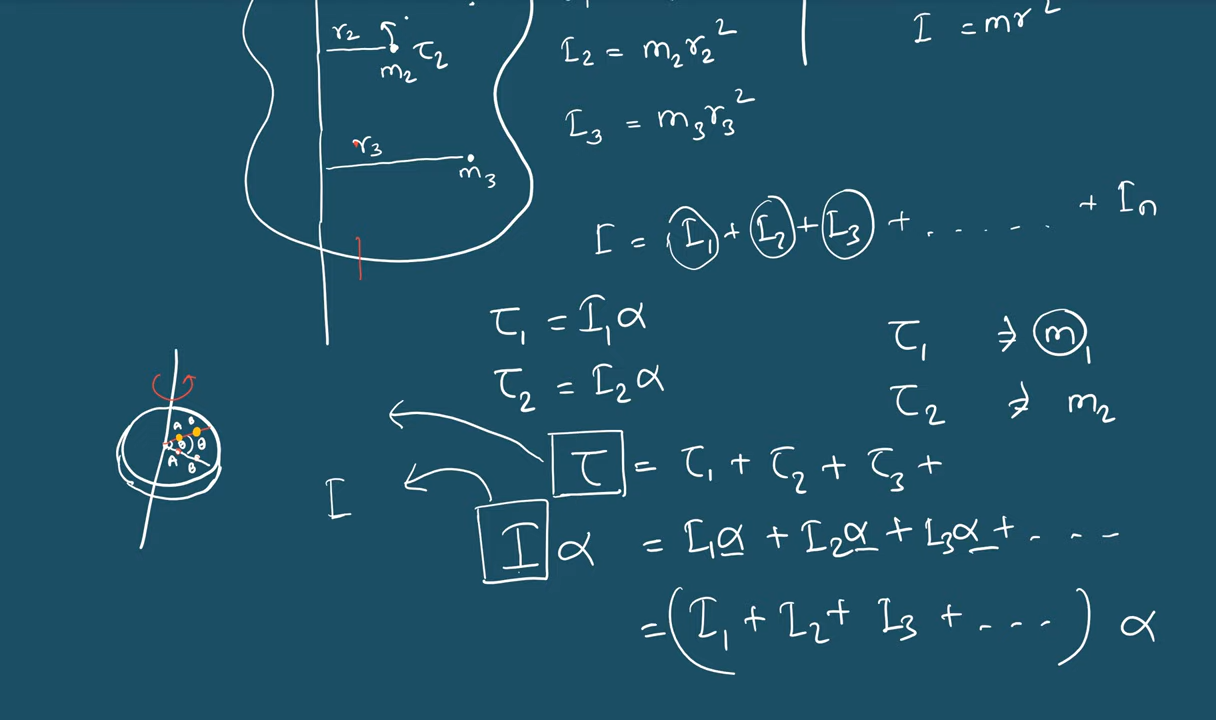 I = mr²
r₂ m₂ τ₂
I₂ = m₂r₂²
I₃ = m₃r₃²
r₃ m₃
I = I₁ + I₂ + I₃ + ....... + Iₙ
τ₁ = I₁α
τ₁ ⇒ m₁
τ₂ = I₂α
τ₂ ⇒ m₂
A B
θ θ
A B
τ = τ₁ + τ₂ + τ₃ +
I
Iα = I₁α + I₂α + I₃α + ....
= (I₁ + I₂ + I₃ + ....) α